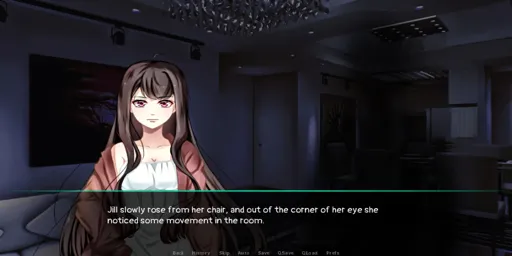 Jill slowly rose from her chair, and out of the corner of her eye she
noticed some movement in the room.
Back History Skip Auto Save Q.Save Q.Load Prefs